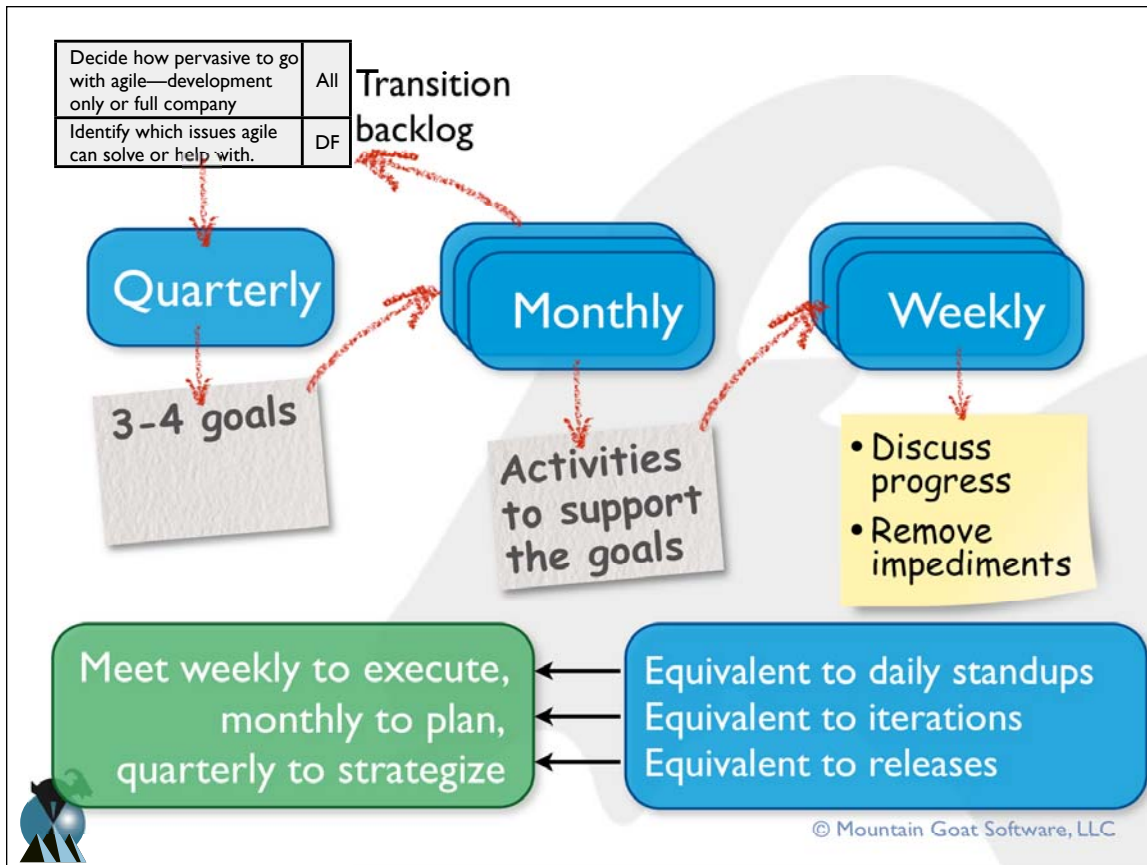 Decide how pervasive to go
with agile—development
only or full company
All
Identify which issues agile
can solve or help with.
DF
Transition
backlog
Quarterly
Monthly
Weekly
3-4 goals
Activities
to support
the goals
• Discuss
progress
• Remove
impediments
Meet weekly to execute,
monthly to plan,
quarterly to strategize
Equivalent to daily standups
Equivalent to iterations
Equivalent to releases
© Mountain Goat Software, LLC